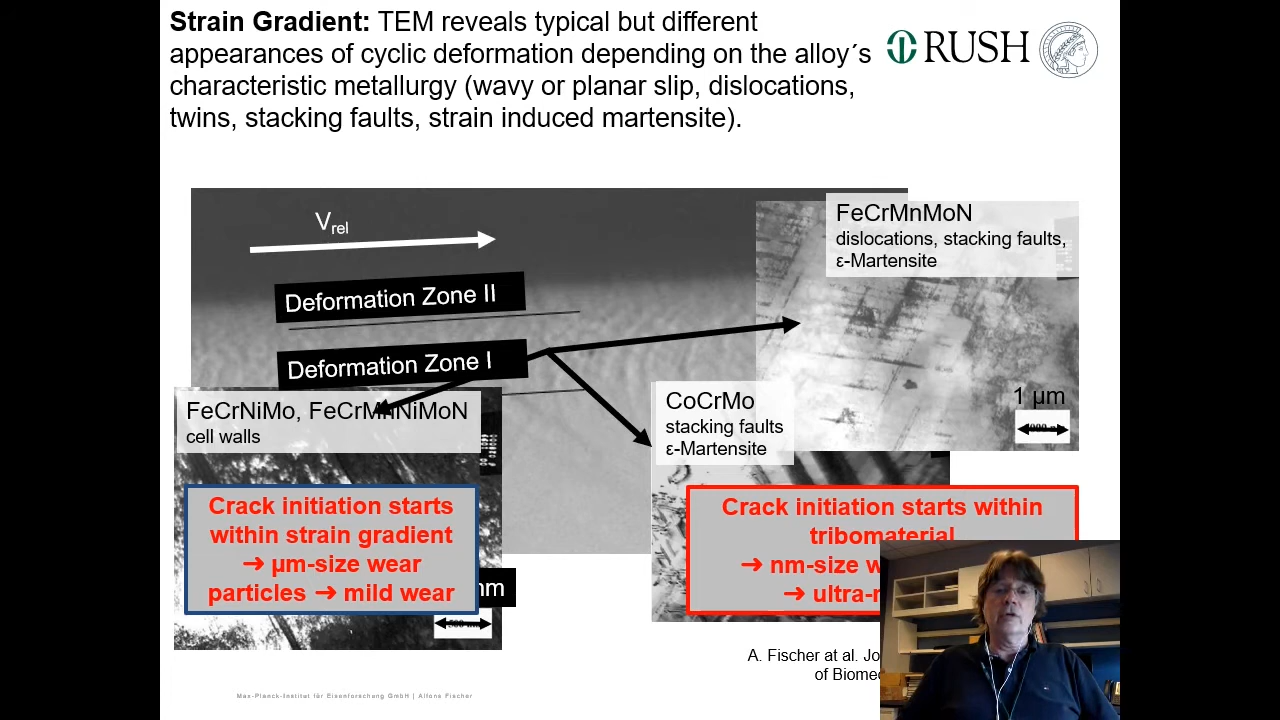 Strain Gradient: TEM reveals typical but different
appearances of cyclic deformation depending on the alloy´s
characteristic metallurgy (wavy or planar slip, dislocations,
twins, stacking faults, strain induced martensite).
RUSH
Vrel
Deformation Zone II
Deformation Zone I
FeCrMnMoN
dislocations, stacking faults,
ε-Martensite
1 µm
FeCrNiMo, FeCrMnNiMoN
cell walls
CoCrMo
stacking faults
ε-Martensite
Crack initiation starts
within strain gradient
➔ µm-size wear
particles ➔ mild wear
Crack initiation starts within
tribomaterial
➔ nm-size
➔
A. Fischer at al.
of
Max-Planck-Institut für Eisenforschung GmbH | Alfons Fischer